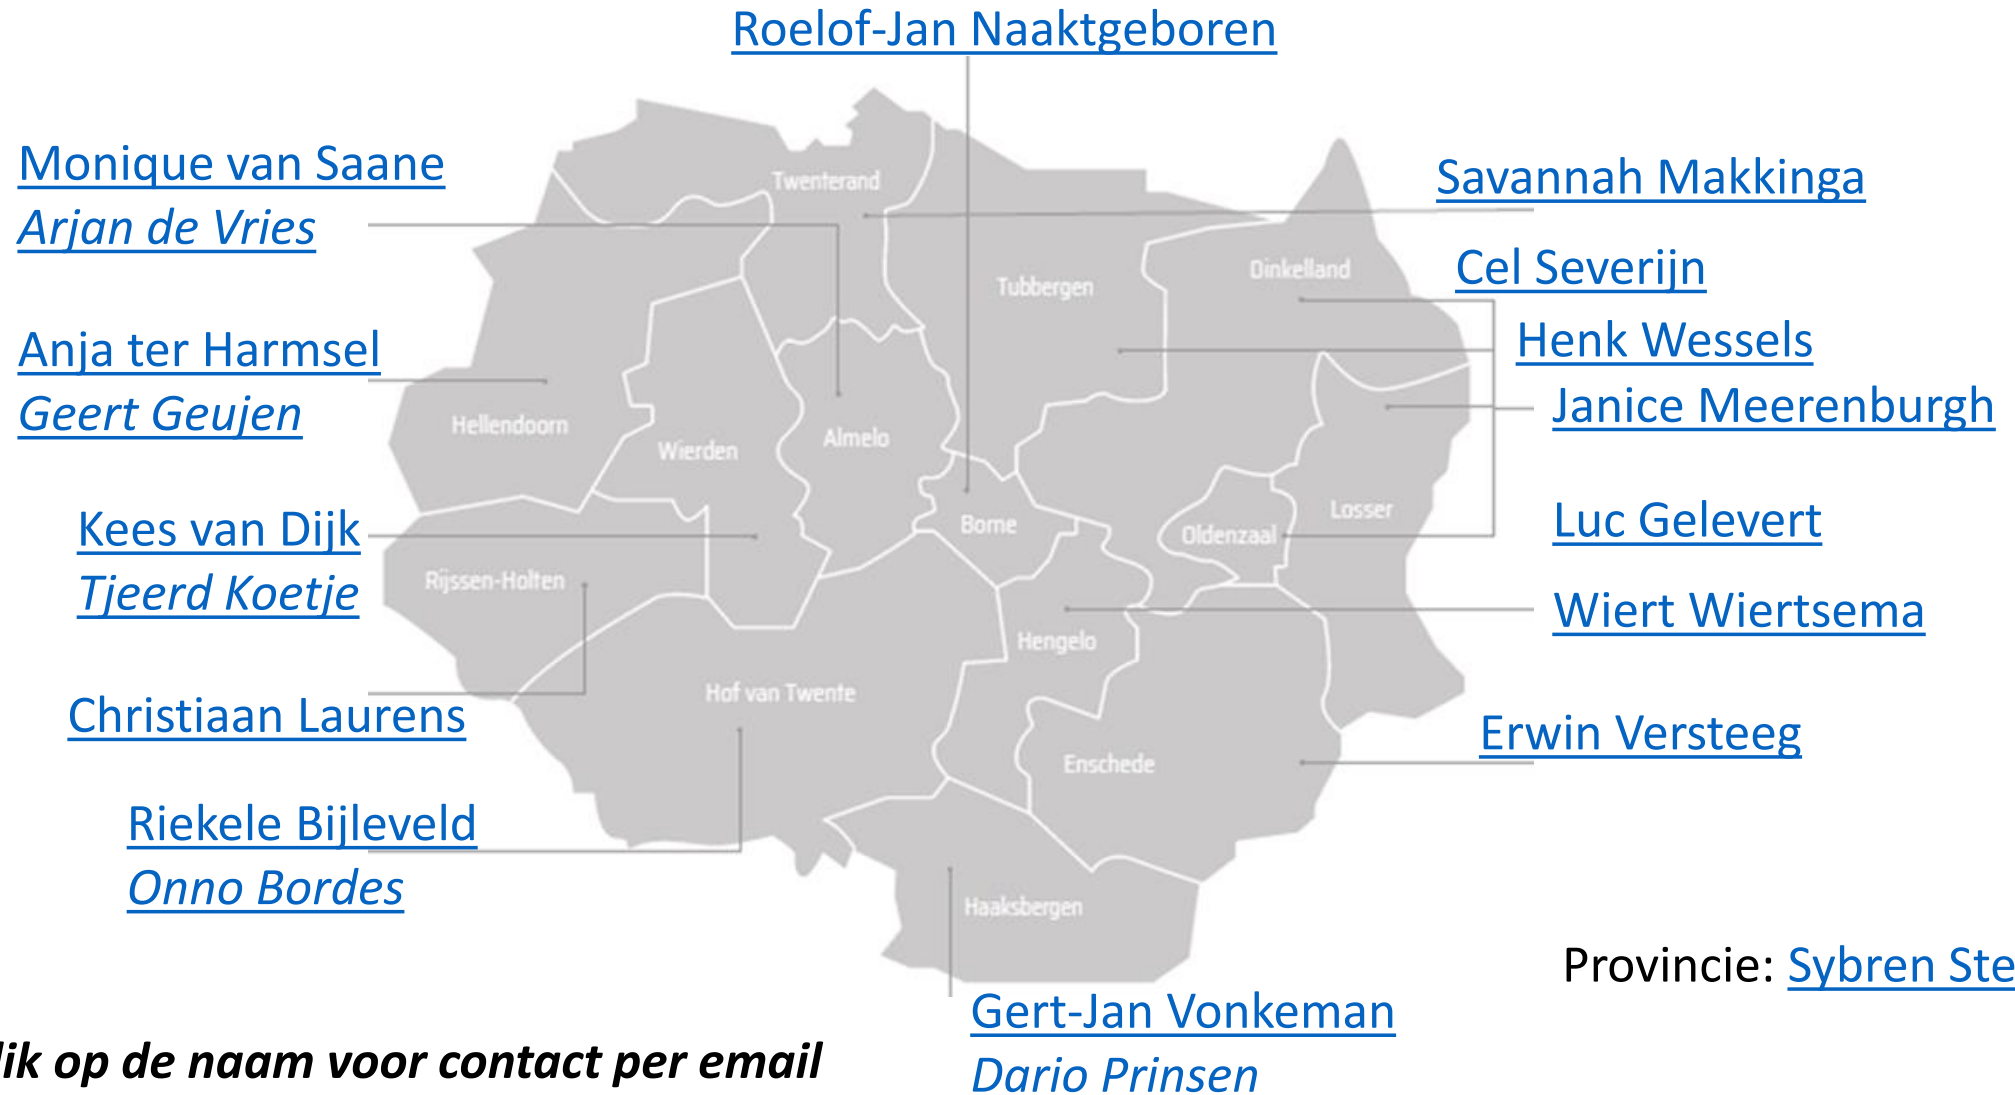 Roelof-Jan Naaktgeboren
Monique van Saane
Arjan de Vries
Twenterand
Savannah Makkinga
Dinkelland
Cel Severijn
Tubbergen
Henk Wessels
Anja ter Harmsel
Geert Geujen
Janice Meerenburgh
Hellendoorn
Wierden
Almelo
Losser
Luc Gelevert
Borne
Oldenzaal
Kees van Dijk
Tjeerd Koetje
Rijssen-Holten
Wiert Wiertsema
Hengelo
Hof van Twente
Christiaan Laurens
Erwin Versteeg
Enschede
Riekele Bijleveld
Onno Bordes
Haaksbergen
Provincie: Sybren Ste
Gert-Jan Vonkeman
Dario Prinsen
lik op de naam voor contact per email